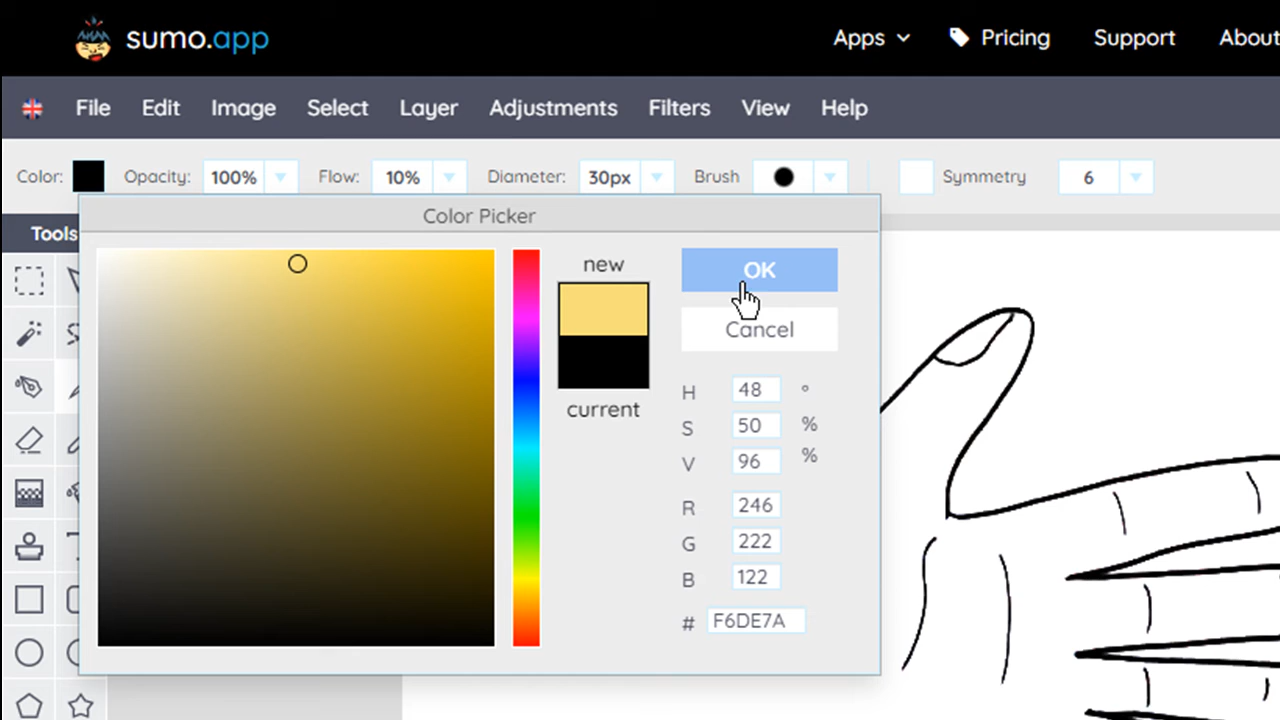 sumo.app
Apps Pricing Support About
File Edit Image Select Layer Adjustments Filters View Help
Color: Opacity: 100% Flow: 10% Diameter: 30px Brush Symmetry 6
Color Picker
Tools
new
OK
Cancel
current
H 48 °
S 50 %
V 96 %
R 246
G 222
B 122
# F6DE7A